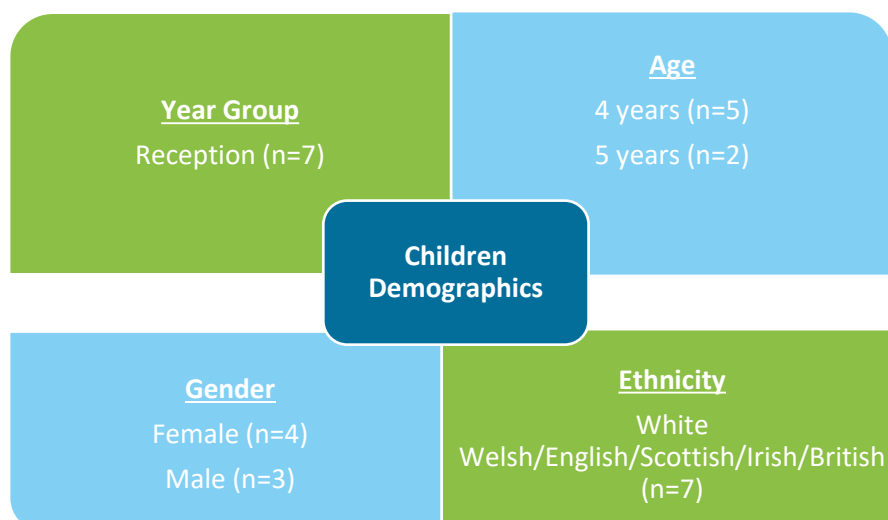 Year Group
Reception (n=7)
Age
4 years (n=5)
5 years (n=2)
Children
Demographics
Gender
Female (n=4)
Male (n=3)
Ethnicity
White
Welsh/English/Scottish/Irish/British
(n=7)